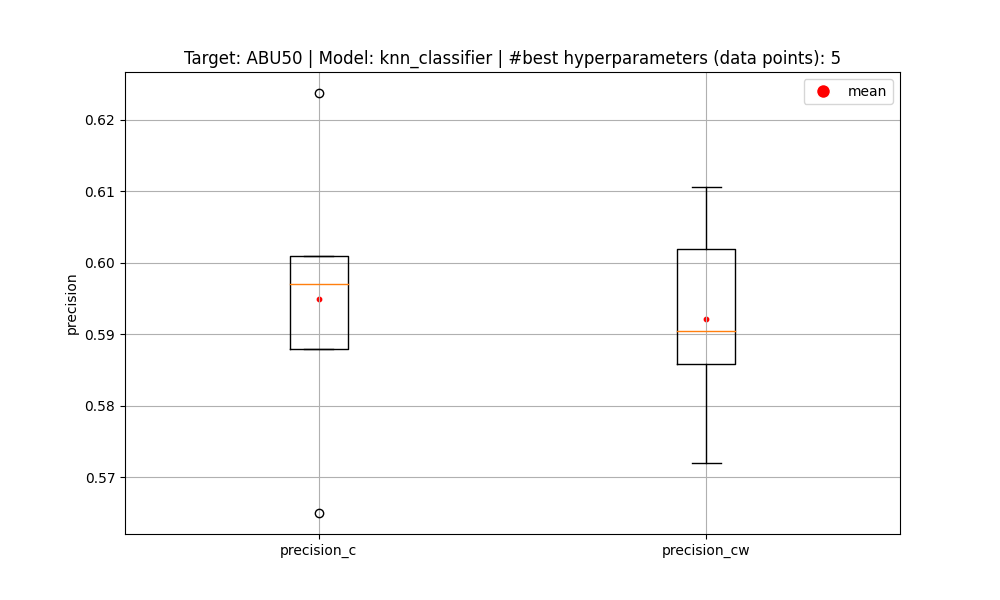 Target: ABU50 | Model: knn_classifier | #best hyperparameters (data points): 5
mean
0.62
0.61
0.60
0.59
0.58
0.57
precision
precision_c
precision_cw